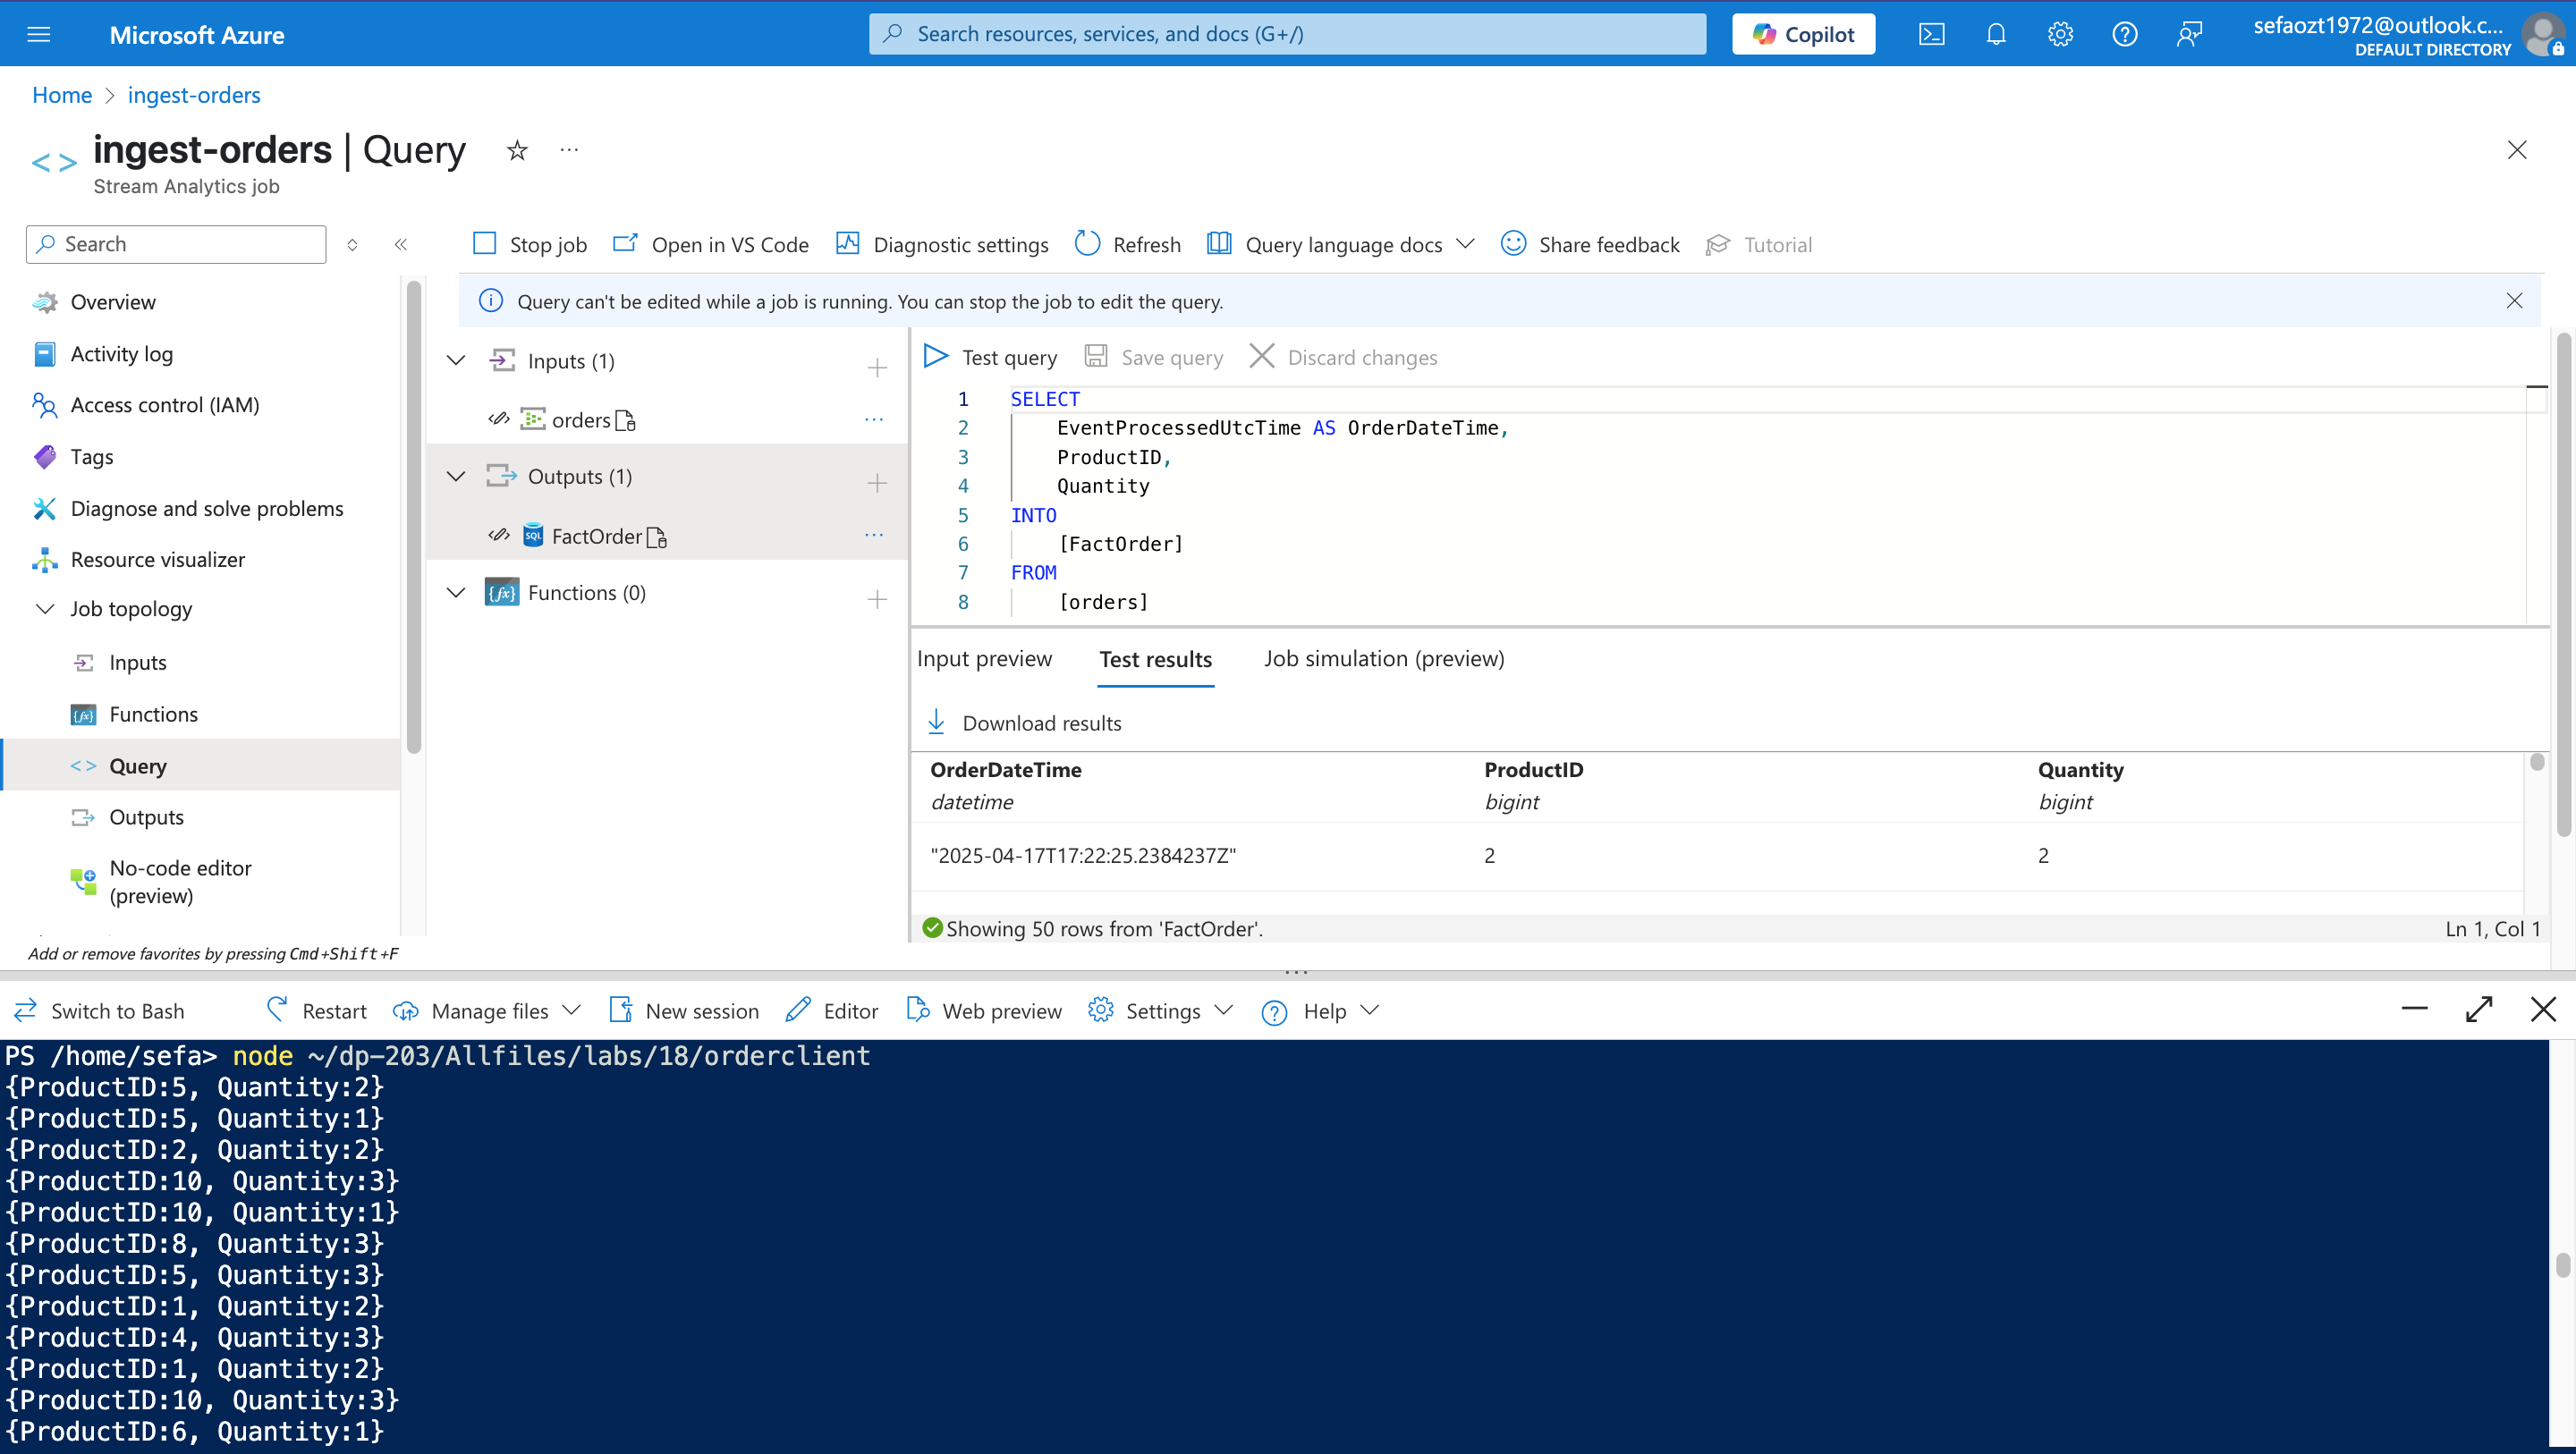 Microsoft Azure
Search resources, services, and docs (G+/)
Copilot
sefaozt1972@outlook.c...
DEFAULT DIRECTORY
Home > ingest-orders
ingest-orders | Query
Stream Analytics job
Search
Stop job
Open in VS Code
Diagnostic settings
Refresh
Query language docs
Share feedback
Tutorial
Query can't be edited while a job is running. You can stop the job to edit the query.
Overview
Activity log
Access control (IAM)
Tags
Diagnose and solve problems
Resource visualizer
Job topology
Inputs
Functions
Query
Outputs
No-code editor
(preview)
Add or remove favorites by pressing Cmd+Shift+F
Inputs (1)
orders
Outputs (1)
FactOrder
Functions (0)
Test query
Save query
Discard changes
1 SELECT
2 EventProcessedUtcTime AS OrderDateTime,
3 ProductID,
4 Quantity
5 INTO
6 [FactOrder]
7 FROM
8 [orders]
Input preview
Test results
Job simulation (preview)
Download results
OrderDateTime ProductID Quantity
datetime bigint bigint
"2025-04-17T17:22:25.2384237Z" 2 2
Showing 50 rows from 'FactOrder'.
Ln 1, Col 1
Switch to Bash
Restart
Manage files
New session
Editor
Web preview
Settings
Help
PS /home/sefa> node ~/dp-203/Allfiles/labs/18/orderclient
{ProductID:5, Quantity:2}
{ProductID:5, Quantity:1}
{ProductID:2, Quantity:2}
{ProductID:10, Quantity:3}
{ProductID:10, Quantity:1}
{ProductID:8, Quantity:3}
{ProductID:5, Quantity:3}
{ProductID:1, Quantity:2}
{ProductID:4, Quantity:3}
{ProductID:1, Quantity:2}
{ProductID:10, Quantity:3}
{ProductID:6, Quantity:1}